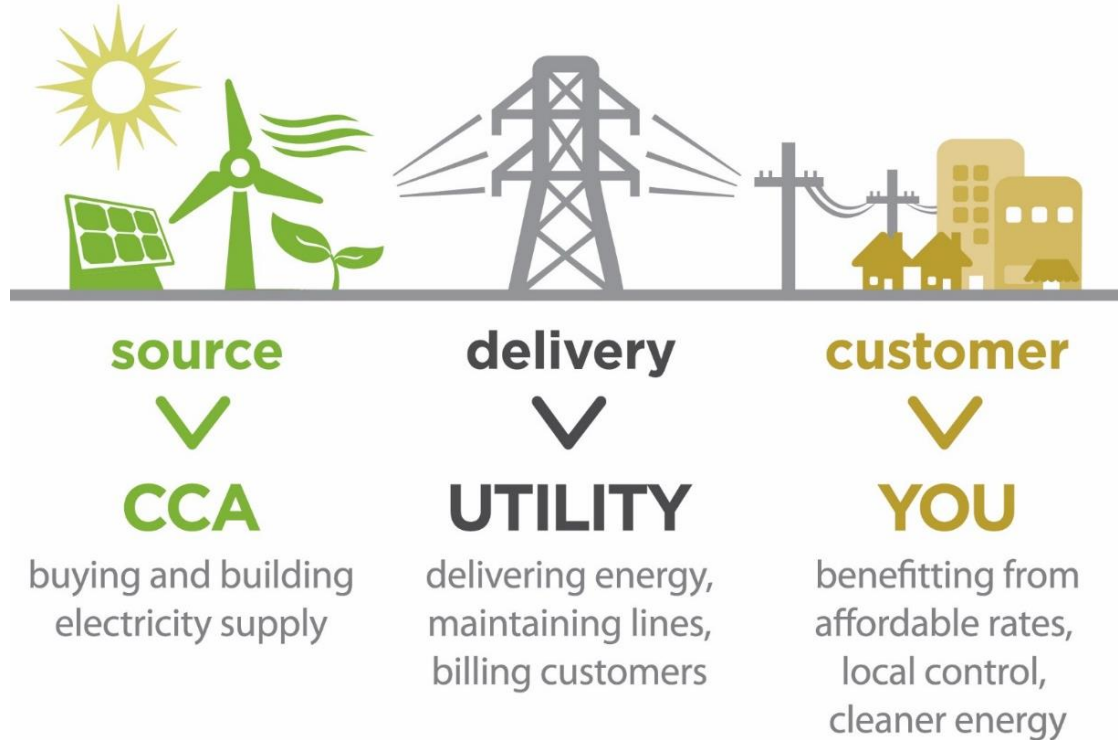 source
CCA
buying and building
electricity supply
delivery
UTILITY
delivering energy,
maintaining lines,
billing customers
customer
YOU
benefitting from
affordable rates,
local control,
cleaner energy